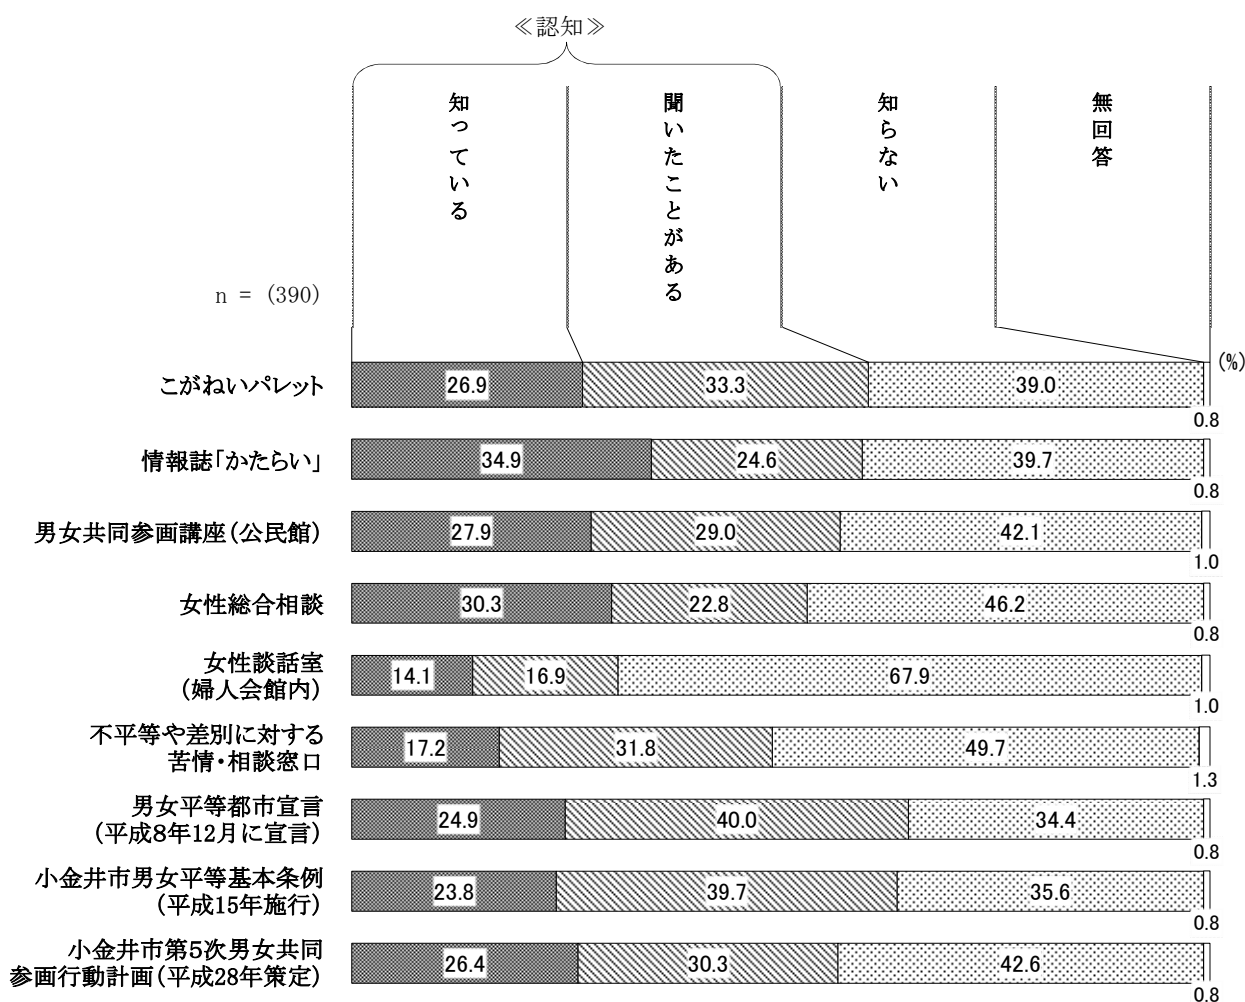 ≪認知≫
知っている
聞いたことがある
知らない
無回答
n = (390)
(%)
こがねいパレット
26.9
33.3
39.0
0.8
情報誌「かたらい」
34.9
24.6
39.7
0.8
男女共同参画講座(公民館)
27.9
29.0
42.1
1.0
女性総合相談
30.3
22.8
46.2
0.8
女性談話室
(婦人会館内)
14.1
16.9
67.9
1.0
不平等や差別に対する
苦情・相談窓口
17.2
31.8
49.7
1.3
男女平等都市宣言
(平成8年12月に宣言)
24.9
40.0
34.4
0.8
小金井市男女平等基本条例
(平成15年施行)
23.8
39.7
35.6
0.8
小金井市第5次男女共同
参画行動計画(平成28年策定)
26.4
30.3
42.6
0.8